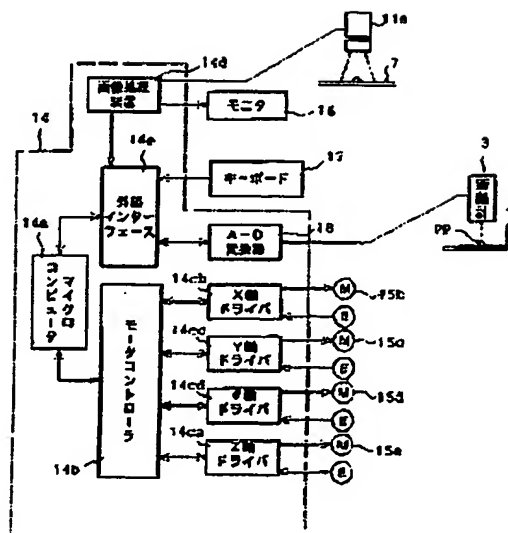 11a
14d
画像処理
装置
7
14
モニタ
16
14e
17
3
外部
インター
フェース
キーボード
距離計
14a
18
A-D
変換器
PP
マイクロ
コンピュータ
14cb
X軸
ドライバ
M
15b
E
14cc
Y軸
ドライバ
M
15c
E
モータコントローラ
14cd
θ軸
ドライバ
M
15d
E
14ca
Z軸
ドライバ
M
15a
E
14b